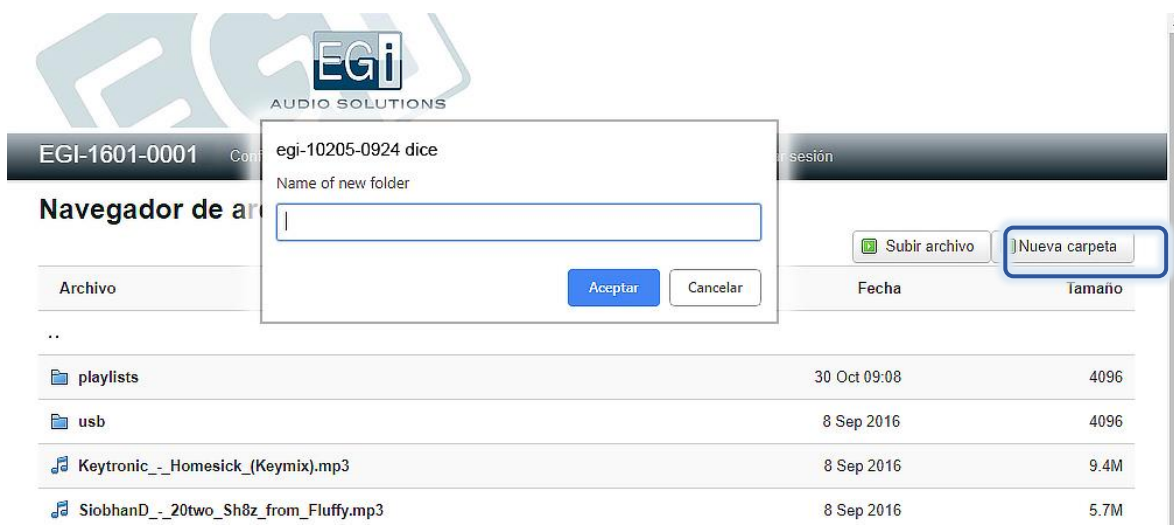 EGi
AUDIO SOLUTIONS
EGI-1601-0001
egi-10205-0924 dice
sesión
Name of new folder
Navegador de
Subir archivo
Nueva carpeta
Aceptar
Cancelar
Archivo
Fecha
Tamaño
..
playlists
30 Oct 09:08
4096
usb
8 Sep 2016
4096
Keytronic_-_Homesick_(Keymix).mp3
8 Sep 2016
9.4M
SiobhanD_-_20two_Sh8z_from_Fluffy.mp3
8 Sep 2016
5.7M